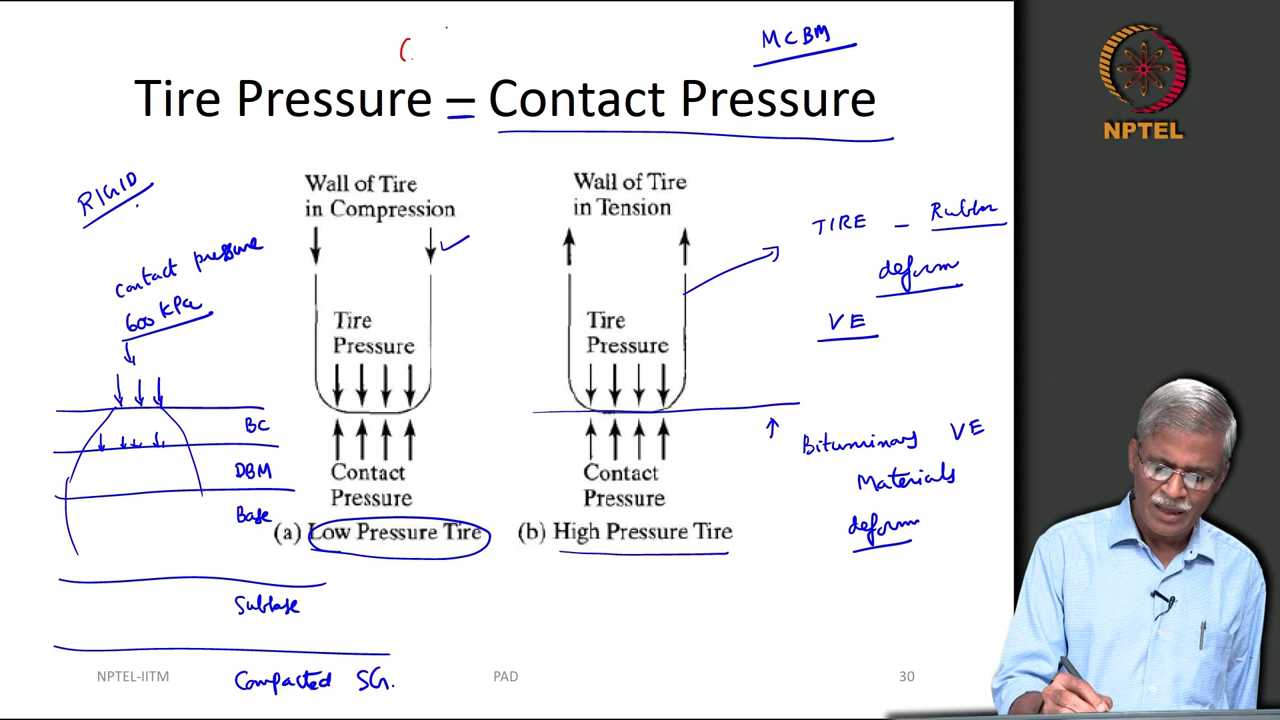 MCBM
Tire Pressure = Contact Pressure
NPTEL
RIGID
contact pressure
600 kPa
BC
DBM
Base
Subbase
Compacted SG.
Wall of Tire
in Compression
Tire
Pressure
Contact
Pressure
(a) Low Pressure Tire
Wall of Tire
in Tension
Tire
Pressure
Contact
Pressure
(b) High Pressure Tire
TIRE - Rubber
deform
VE
Bituminous VE
Materials
deform
NPTEL-IITM
PAD
30